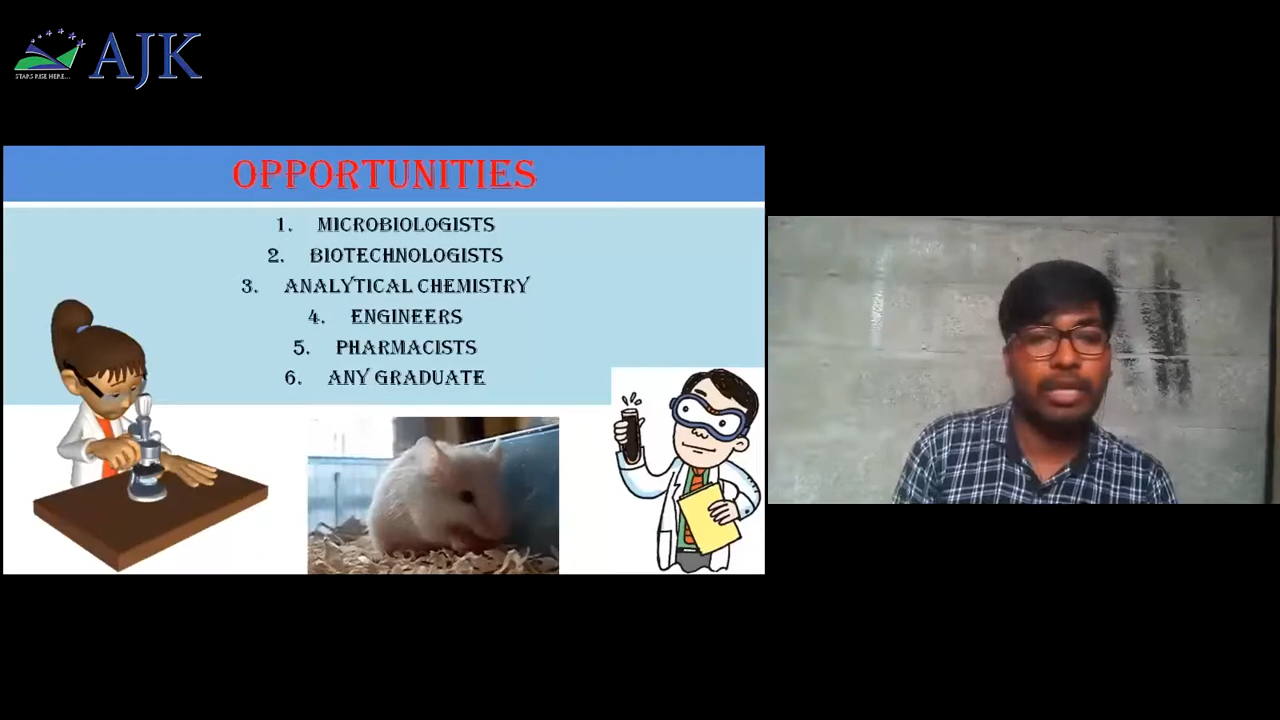 AJK
STARS RISE HERE...
OPPORTUNITIES
1. MICROBIOLOGISTS
2. BIOTECHNOLOGISTS
3. ANALYTICAL CHEMISTRY
4. ENGINEERS
5. PHARMACISTS
6. ANY GRADUATE